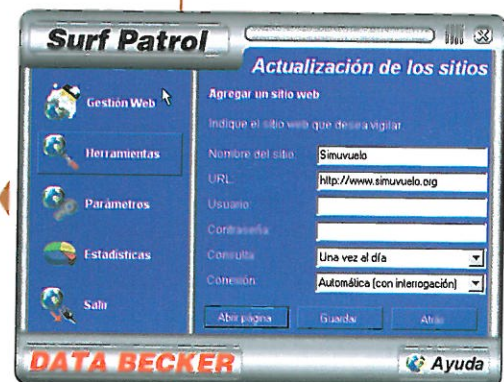 Surf Patrol
Actualización de los sitios
Gestión Web
Herramientas
Parámetros
Estadísticas
Salir
Agregar un sitio web
Indique el sitio web que desea vigilar
Nombre del sitio: Simuvuelo
URL: http://www.simuvuelo.org
Usuario:
Contraseña:
Consulta: Una vez al día
Conexión: Automática (con interrogación)
Abrir página Guardar Atrás
DATA BECKER
Ayuda